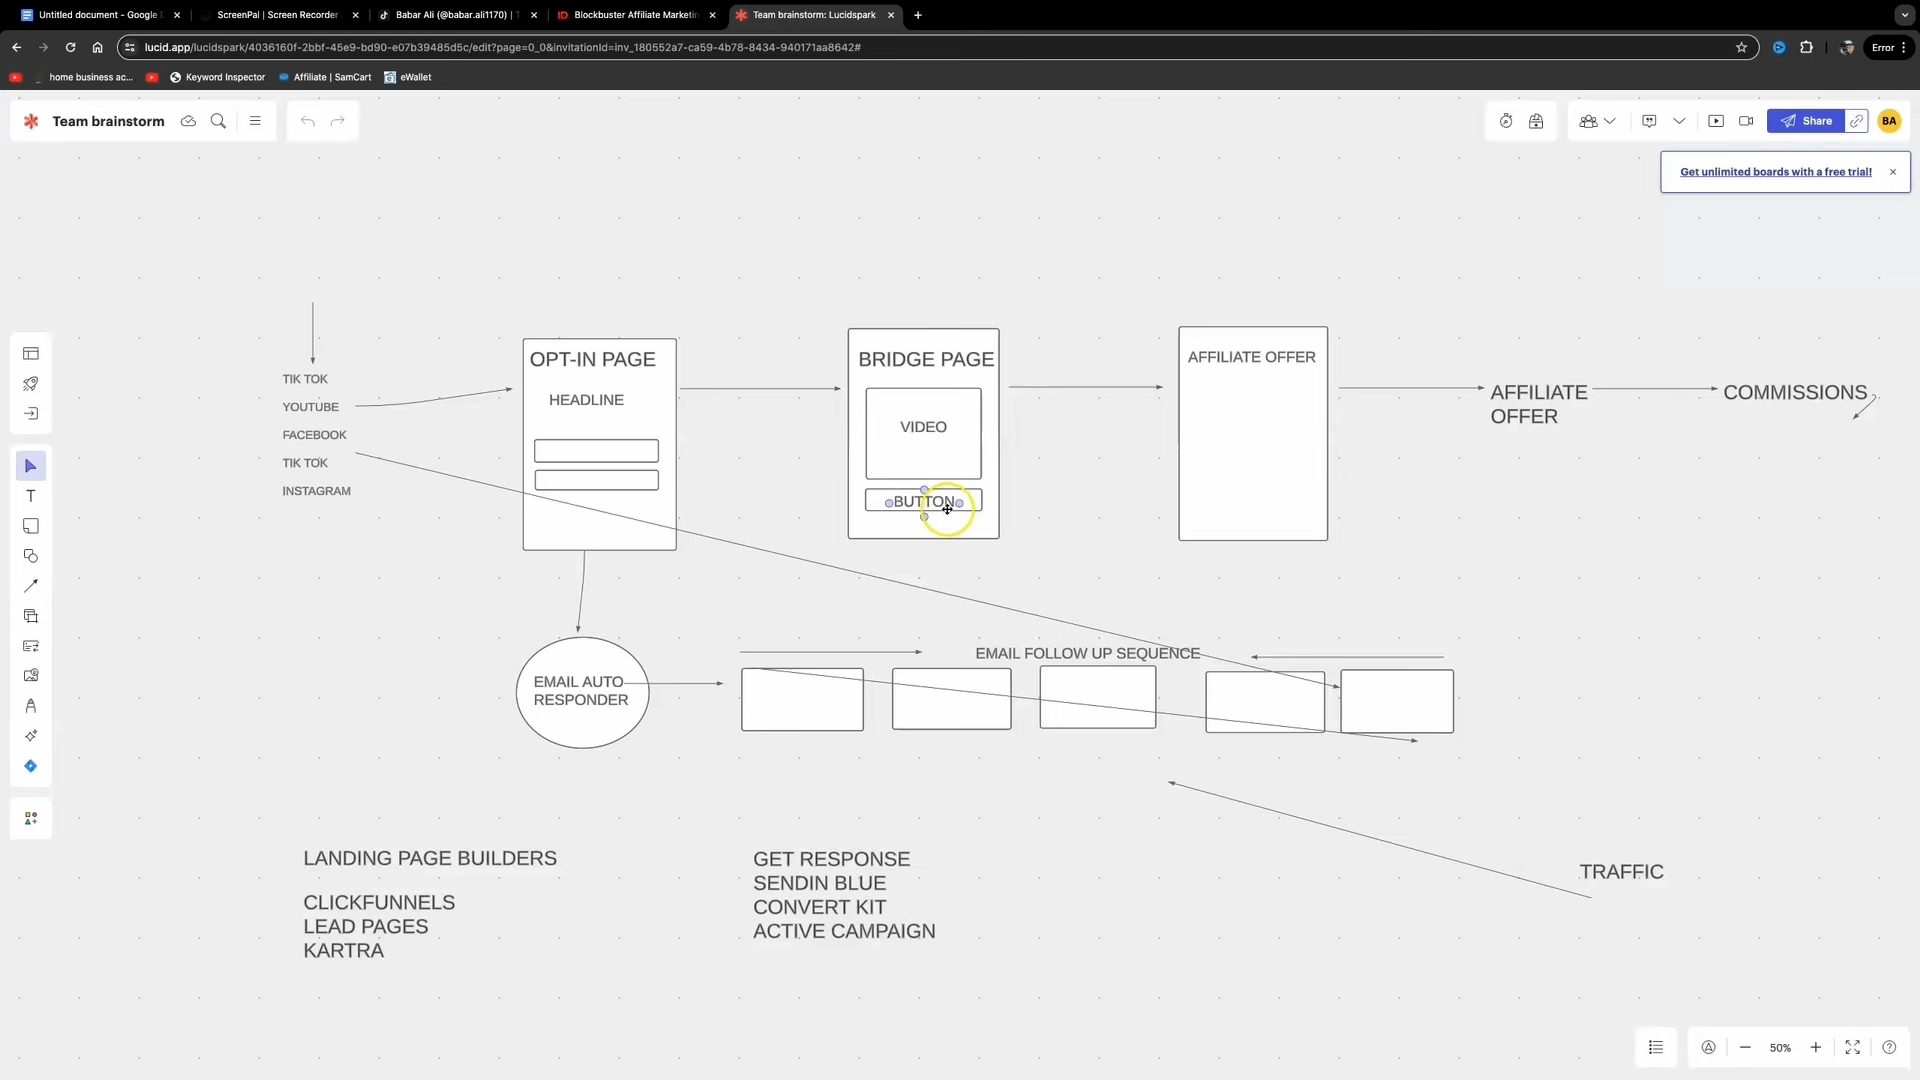 Untitled document - Google
ScreenPal | Screen Recorder
Babar Ali (@babar.ali1170) | T
Blockbuster Affiliate Marketin
Team brainstorm: Lucidspark
lucid.app/lucidspark/4036160f-2bbf-45e9-bd90-e07b39485d5c/edit?page=0_0&invitationId=inv_180552a7-ca59-4b78-8434-940171aa8642#
Error
home business ac...
Keyword Inspector
Affiliate | SamCart
eWallet
Team brainstorm
Share
BA
Get unlimited boards with a free trial!
TIK TOK
YOUTUBE
FACEBOOK
TIK TOK
INSTAGRAM
OPT-IN PAGE
HEADLINE
BRIDGE PAGE
VIDEO
BUTTON
AFFILIATE OFFER
AFFILIATE
OFFER
COMMISSIONS
EMAIL AUTO
RESPONDER
EMAIL FOLLOW UP SEQUENCE
LANDING PAGE BUILDERS
CLICKFUNNELS
LEAD PAGES
KARTRA
GET RESPONSE
SENDIN BLUE
CONVERT KIT
ACTIVE CAMPAIGN
TRAFFIC
50%